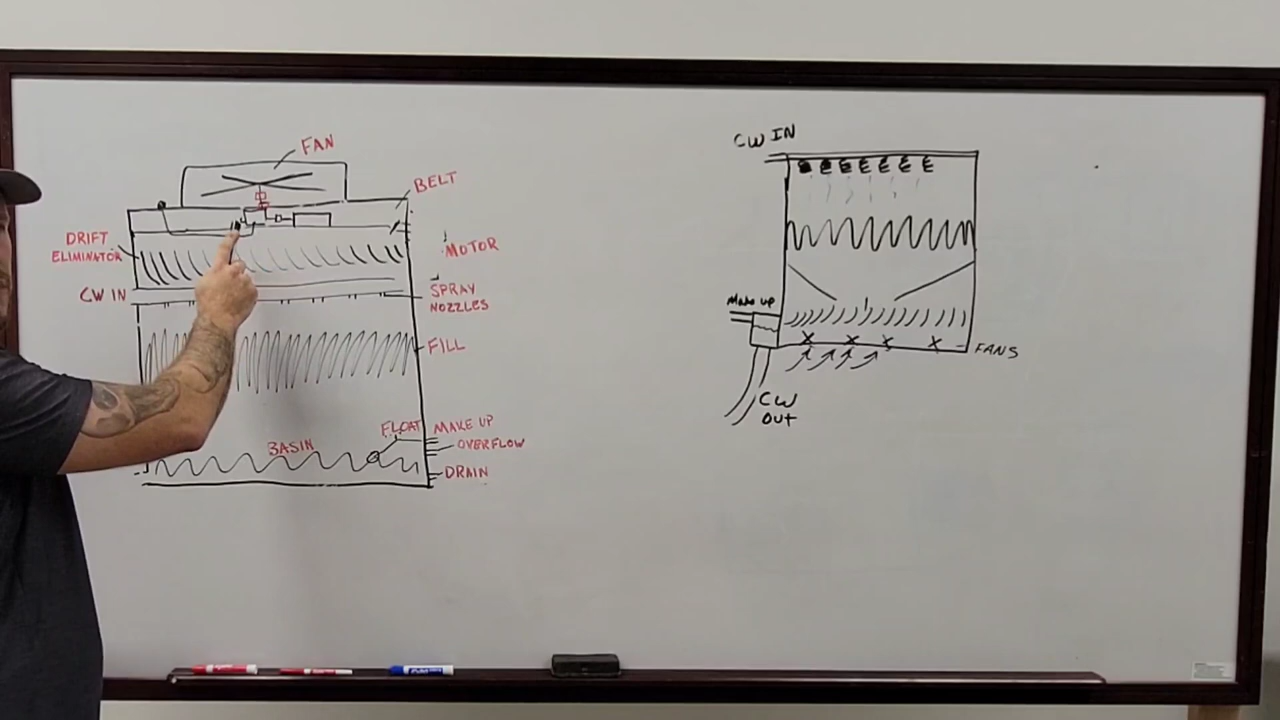 FAN
BELT
DRIFT
ELIMINATOR
MOTOR
CW IN
SPRAY
NOZZLES
FILL
FLOAT
MAKE UP
BASIN
OVERFLOW
DRAIN
CW IN
Make up
FANS
CW
OUT